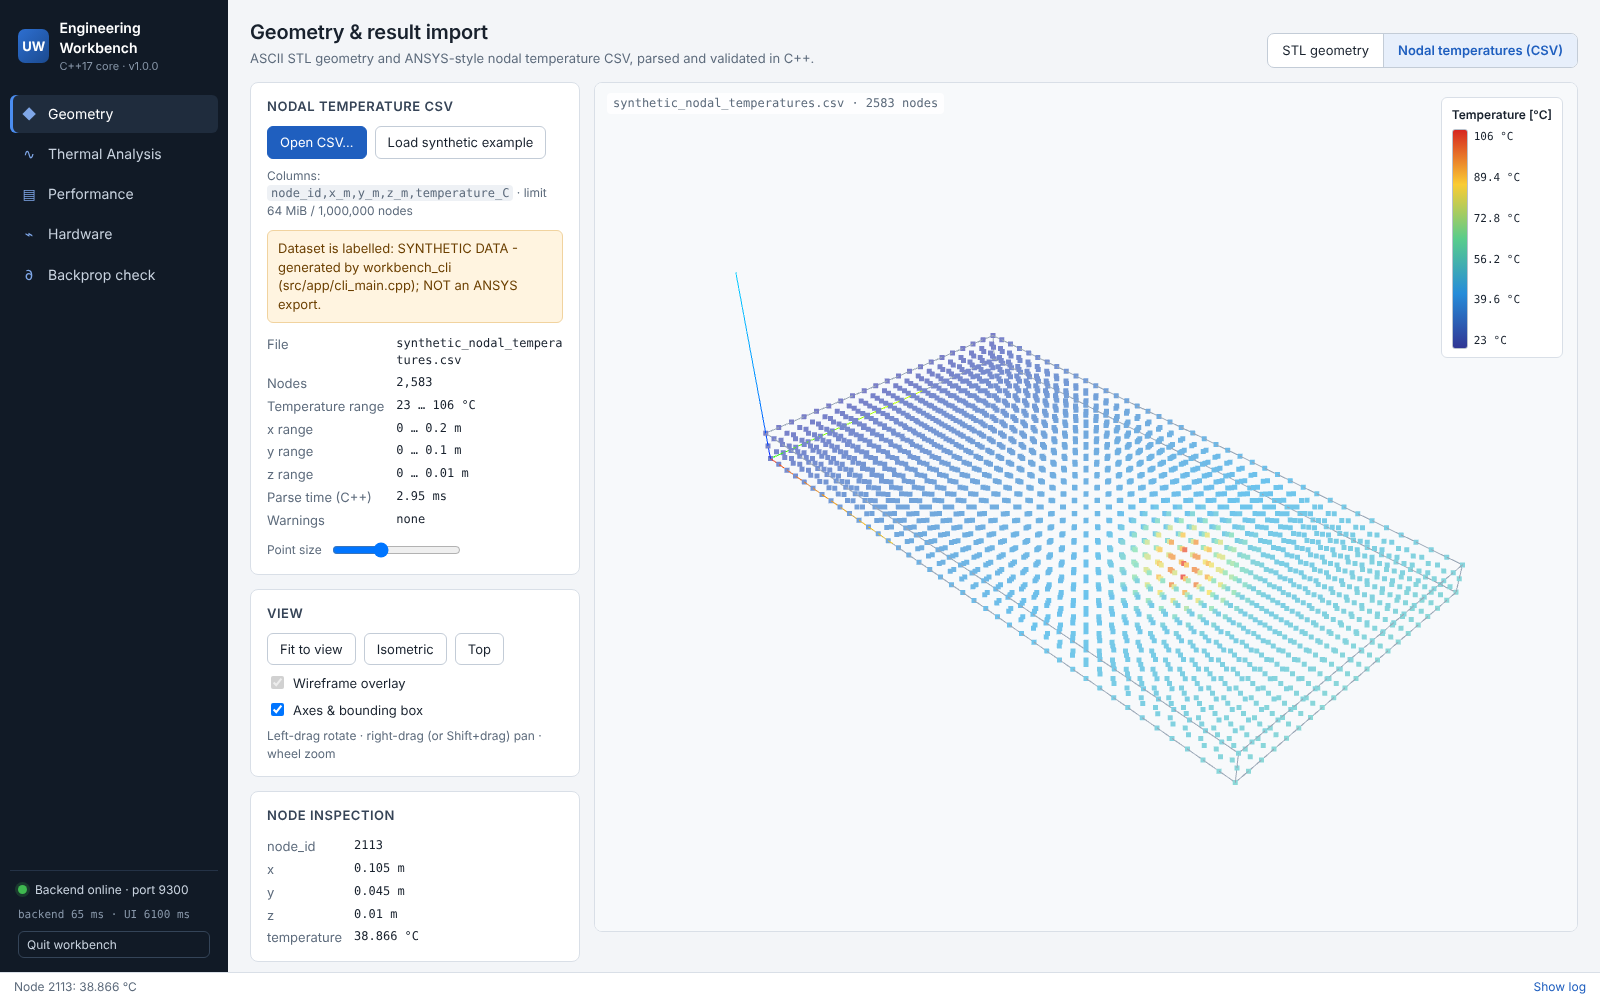 UW
Engineering
Workbench
C++17 core · v1.0.0
Geometry
Thermal Analysis
Performance
Hardware
Backprop check
Backend online · port 9300
backend 65 ms · UI 6100 ms
Quit workbench
Geometry & result import
ASCII STL geometry and ANSYS-style nodal temperature CSV, parsed and validated in C++.
STL geometry
Nodal temperatures (CSV)
NODAL TEMPERATURE CSV
Open CSV...
Load synthetic example
Columns:
node_id,x_m,y_m,z_m,temperature_C · limit
64 MiB / 1,000,000 nodes
Dataset is labelled: SYNTHETIC DATA -
generated by workbench_cli
(src/app/cli_main.cpp); NOT an ANSYS
export.
File synthetic_nodal_tempera
tures.csv
Nodes 2,583
Temperature range 23 … 106 °C
x range 0 … 0.2 m
y range 0 … 0.1 m
z range 0 … 0.01 m
Parse time (C++) 2.95 ms
Warnings none
Point size
VIEW
Fit to view
Isometric
Top
Wireframe overlay
Axes & bounding box
Left-drag rotate · right-drag (or Shift+drag) pan ·
wheel zoom
NODE INSPECTION
node_id 2113
x 0.105 m
y 0.045 m
z 0.01 m
temperature 38.866 °C
synthetic_nodal_temperatures.csv · 2583 nodes
Temperature [°C]
106 °C
89.4 °C
72.8 °C
56.2 °C
39.6 °C
23 °C
Node 2113: 38.866 °C
Show log